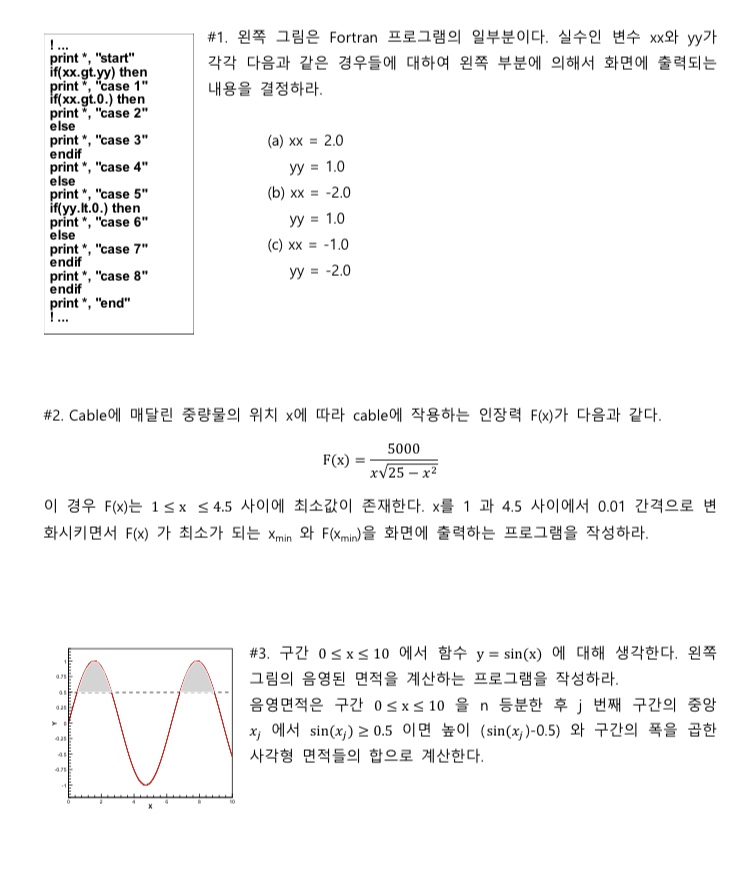 ! ...
print *, "start"
if(xx.gt.yy) then
print *, "case 1"
if(xx.gt.0.) then
print *, "case 2"
else
print *, "case 3"
endif
print *, "case 4"
else
print *, "case 5"
if(yy.lt.0.) then
print *, "case 6"
else
print *, "case 7"
endif
print *, "case 8"
endif
print *, "end"
! ...
#1. 왼쪽 그림은 Fortran 프로그램의 일부분이다. 실수인 변수 xx와 yy가
각각 다음과 같은 경우들에 대하여 왼쪽 부분에 의해서 화면에 출력되는
내용을 결정하라.
(a) xx = 2.0
yy = 1.0
(b) xx = -2.0
yy = 1.0
(c) xx = -1.0
yy = -2.0
#2. Cable에 매달린 중량물의 위치 x에 따라 cable에 작용하는 인장력 F(x)가 다음과 같다.
F(x) = 5000 / x√25 − x²
이 경우 F(x)는 1 ≤ x ≤ 4.5 사이에 최소값이 존재한다. x를 1 과 4.5 사이에서 0.01 간격으로 변
화시키면서 F(x) 가 최소가 되는 xmin 와 F(xmin)을 화면에 출력하는 프로그램을 작성하라.
#3. 구간 0 ≤ x ≤ 10 에서 함수 y = sin(x) 에 대해 생각한다. 왼쪽
그림의 음영된 면적을 계산하는 프로그램을 작성하라.
음영면적은 구간 0 ≤ x ≤ 10 을 n 등분한 후 j 번째 구간의 중앙
xj 에서 sin(xj) ≥ 0.5 이면 높이 (sin(xj)-0.5) 와 구간의 폭을 곱한
사각형 면적들의 합으로 계산한다.
1
0.75
0.5
0.25
0
-0.25
-0.5
-0.75
-1
Y
0 2 4 6 8 10
X